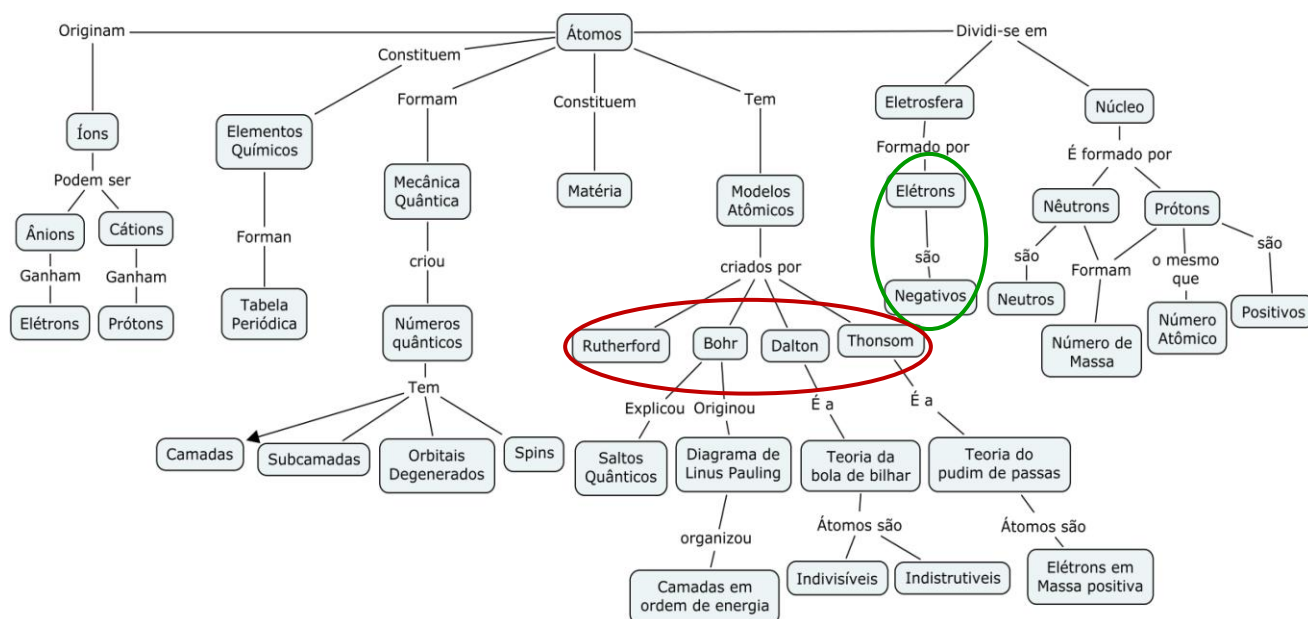 Originam
Átomos
Dividi-se em
Constituem
Formam
Constituem
Tem
Eletrosfera
Núcleo
Íons
Elementos
Químicos
Formado por
É formado por
Podem ser
Mecânica
Quântica
Matéria
Modelos
Atômicos
Elétrons
Nêutrons
Prótons
Ânions
Cátions
Forman
criou
criados por
são
são
Formam
o mesmo
que
são
Ganham
Ganham
Elétrons
Prótons
Tabela
Periódica
Números
quânticos
Negativos
Neutros
Número de
Massa
Número
Atômico
Positivos
Rutherford
Bohr
Dalton
Thonsom
Tem
Explicou
Originou
É a
É a
Camadas
Subcamadas
Orbitais
Degenerados
Spins
Saltos
Quânticos
Diagrama de
Linus Pauling
Teoria da
bola de bilhar
Teoria do
pudim de passas
organizou
Átomos são
Átomos são
Camadas em
ordem de energia
Indivisíveis
Indistrutiveis
Elétrons em
Massa positiva